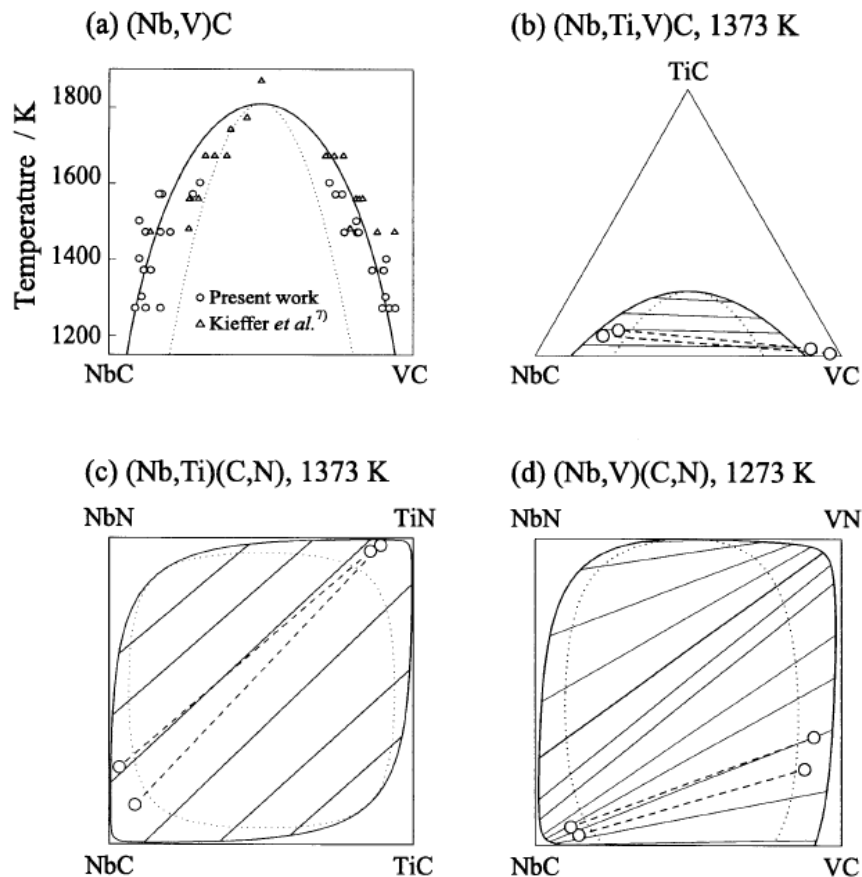 (a) (Nb,V)C
(b) (Nb,Ti,V)C, 1373 K
Temperature / K
1800
1600
1400
1200
Present work
Kieffer et al.7)
NbC VC
TiC
NbC VC
(c) (Nb,Ti)(C,N), 1373 K
(d) (Nb,V)(C,N), 1273 K
NbN TiN
NbC TiC
NbN VN
NbC VC